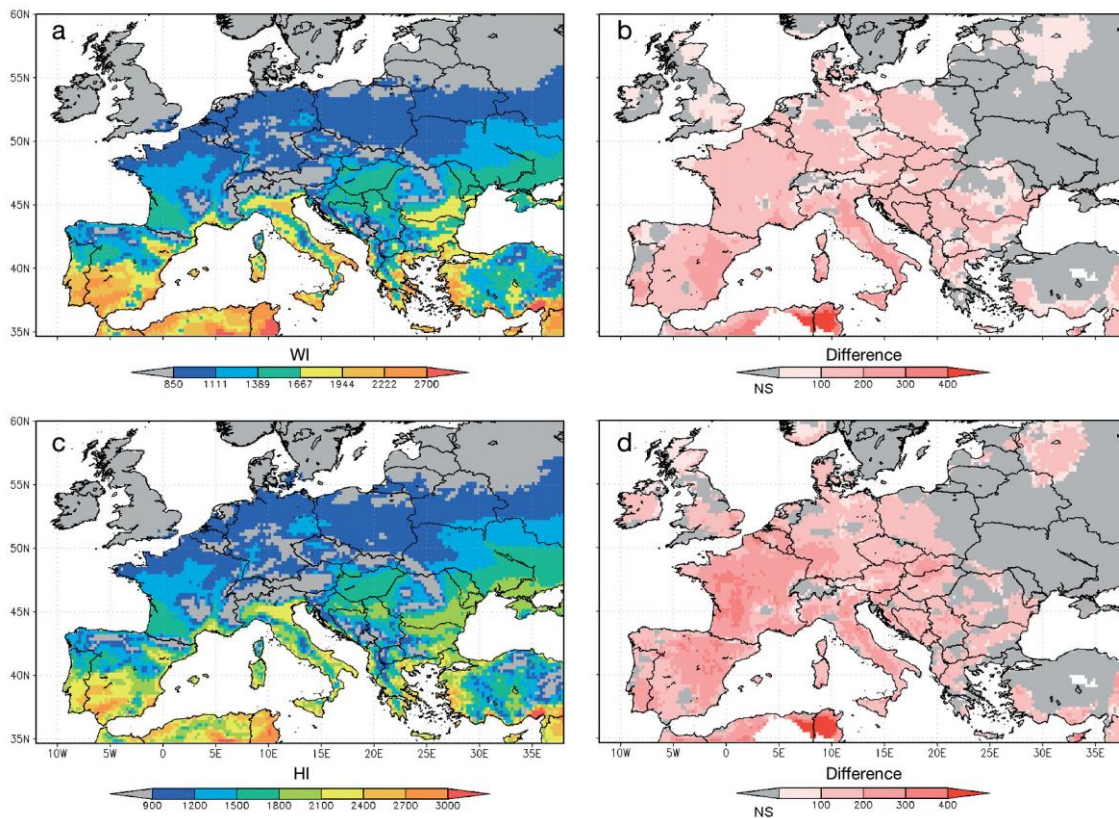 a
b
60N
55N
50N
45N
40N
35N
WI
850 1111 1389 1667 1944 2222 2700
Difference
NS 100 200 300 400
c
d
60N
55N
50N
45N
40N
35N
10W 5W 0 5E 10E 15E 20E 25E 30E 35E
10W 5W 0 5E 10E 15E 20E 25E 30E 35E
HI
900 1200 1500 1800 2100 2400 2700 3000
Difference
NS 100 200 300 400